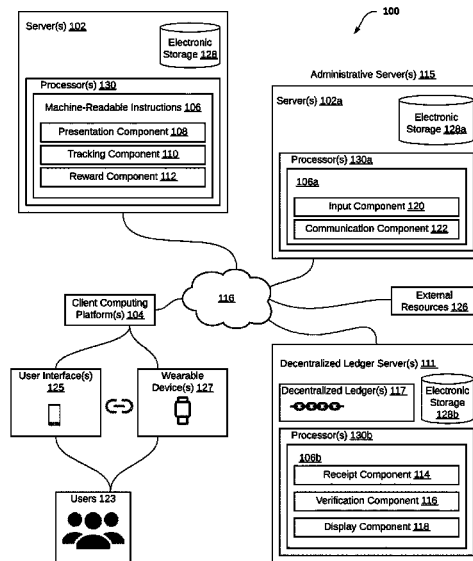 100
Server(s) 102
Electronic
Storage 128
Processor(s) 130
Machine-Readable Instructions 106
Presentation Component 108
Tracking Component 110
Reward Component 112
Administrative Server(s) 115
Server(s) 102a
Electronic
Storage 128a
Processor(s) 130a
106a
Input Component 120
Communication Component 122
116
Client Computing
Platform(s) 104
External
Resources 126
User Interface(s)
125
Wearable
Device(s) 127
Users 123
Decentralized Ledger Server(s) 111
Decentralized Ledger(s) 117
Electronic
Storage
128b
Processor(s) 130b
106b
Receipt Component 114
Verification Component 116
Display Component 118